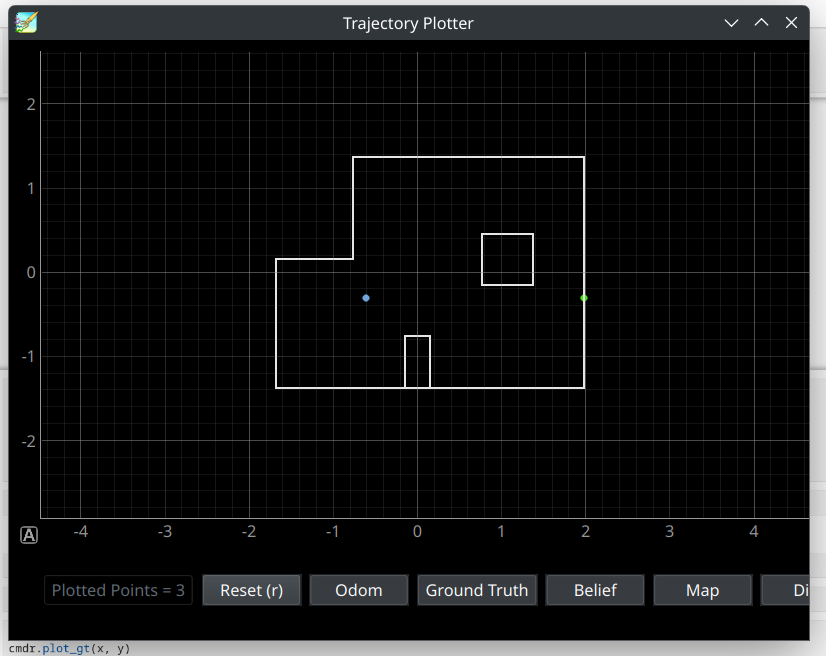 Trajectory Plotter
2
1
0
-1
-2
A
-4 -3 -2 -1 0 1 2 3 4
Plotted Points = 3 Reset (r) Odom Ground Truth Belief Map Di
cmdr.plot_gt(x, y)